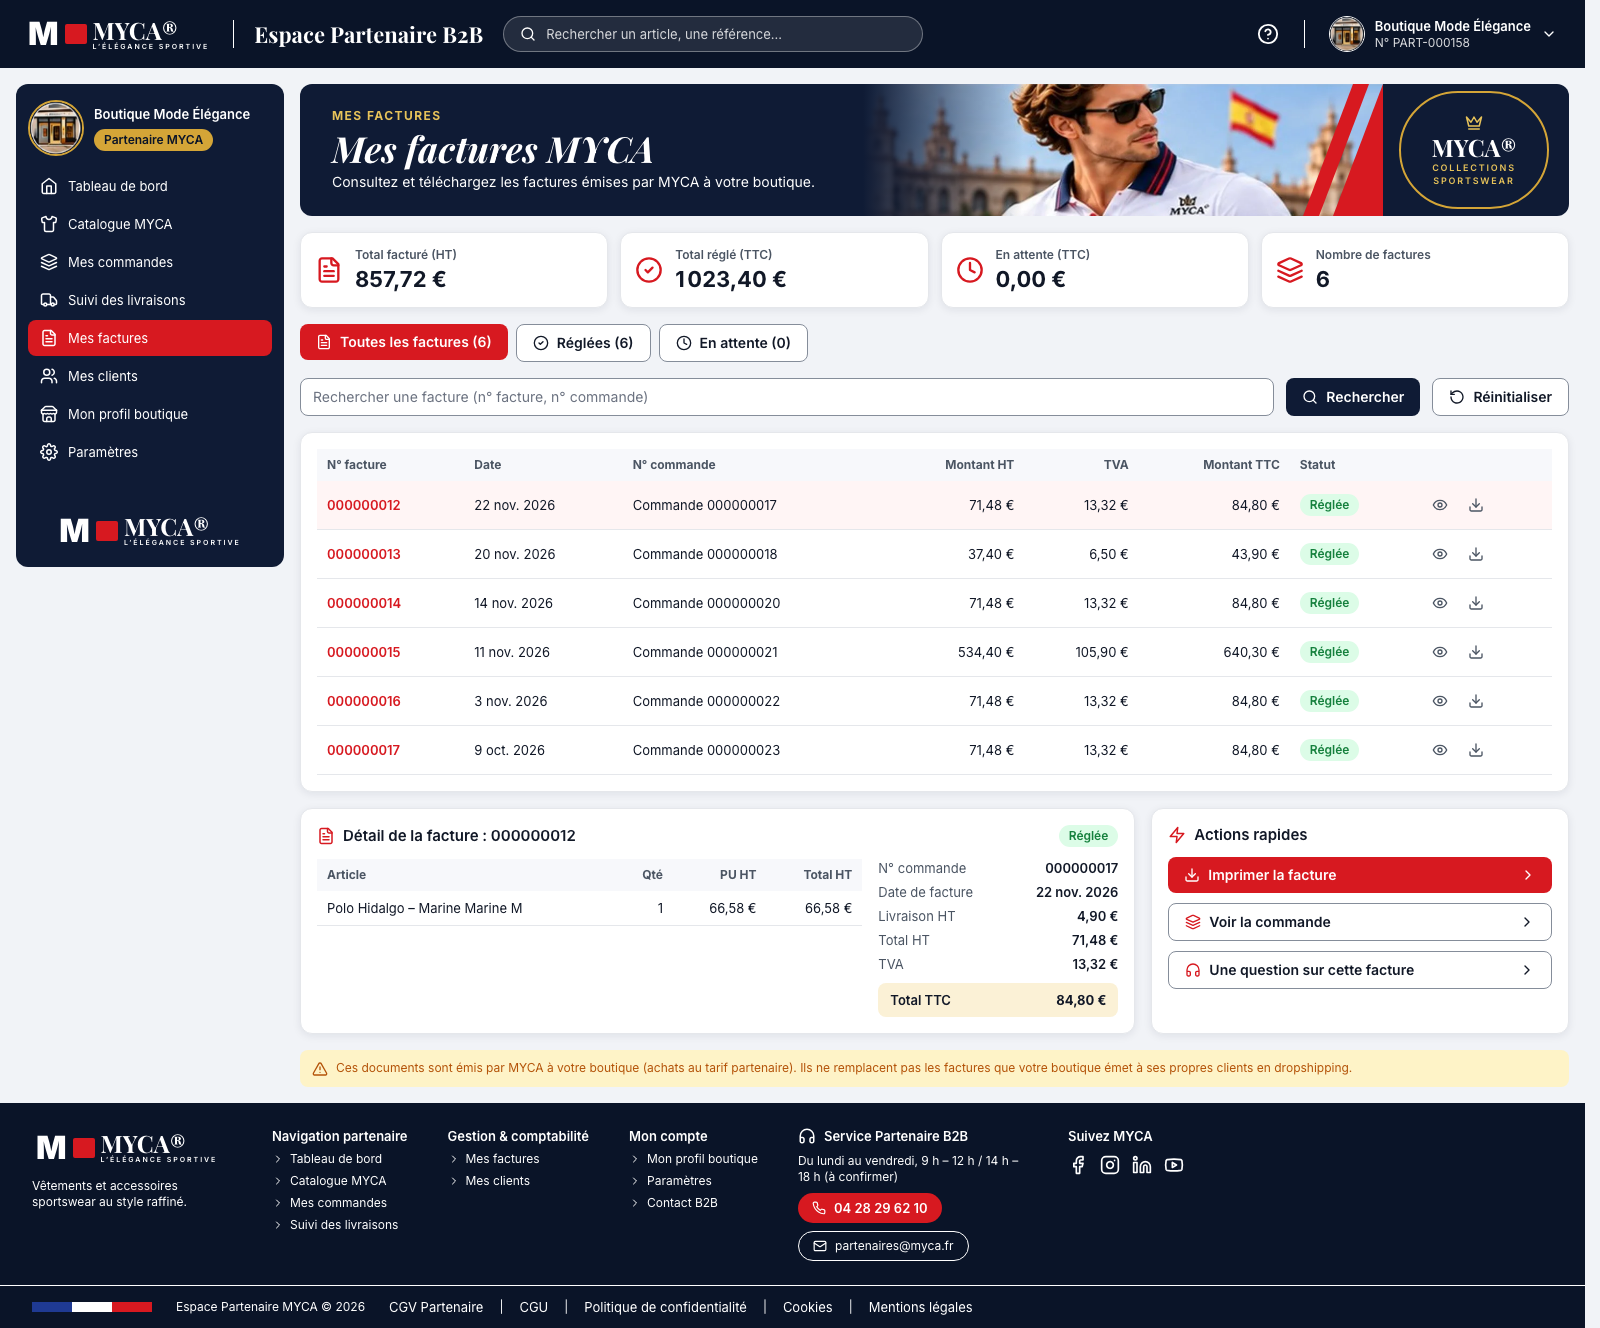 M MYCA®
L'ÉLÉGANCE SPORTIVE
Espace Partenaire B2B
Rechercher un article, une référence...
Boutique Mode Élégance
N° PART-000158
Boutique Mode Élégance
Partenaire MYCA
Tableau de bord
Catalogue MYCA
Mes commandes
Suivi des livraisons
Mes factures
Mes clients
Mon profil boutique
Paramètres
M MYCA®
L'ÉLÉGANCE SPORTIVE
MES FACTURES
Mes factures MYCA
Consultez et téléchargez les factures émises par MYCA à votre boutique.
MYCA®
MYCA®
COLLECTIONS
SPORTSWEAR
Total facturé (HT)
857,72 €
Total réglé (TTC)
1 023,40 €
En attente (TTC)
0,00 €
Nombre de factures
6
Toutes les factures (6)
Réglées (6)
En attente (0)
Rechercher une facture (n° facture, n° commande)
Rechercher
Réinitialiser
N° facture Date N° commande Montant HT TVA Montant TTC Statut
000000012 22 nov. 2026 Commande 000000017 71,48 € 13,32 € 84,80 € Réglée
000000013 20 nov. 2026 Commande 000000018 37,40 € 6,50 € 43,90 € Réglée
000000014 14 nov. 2026 Commande 000000020 71,48 € 13,32 € 84,80 € Réglée
000000015 11 nov. 2026 Commande 000000021 534,40 € 105,90 € 640,30 € Réglée
000000016 3 nov. 2026 Commande 000000022 71,48 € 13,32 € 84,80 € Réglée
000000017 9 oct. 2026 Commande 000000023 71,48 € 13,32 € 84,80 € Réglée
Détail de la facture : 000000012
Réglée
Article Qté PU HT Total HT
Polo Hidalgo – Marine Marine M 1 66,58 € 66,58 €
N° commande 000000017
Date de facture 22 nov. 2026
Livraison HT 4,90 €
Total HT 71,48 €
TVA 13,32 €
Total TTC 84,80 €
Actions rapides
Imprimer la facture
Voir la commande
Une question sur cette facture
Ces documents sont émis par MYCA à votre boutique (achats au tarif partenaire). Ils ne remplacent pas les factures que votre boutique émet à ses propres clients en dropshipping.
M MYCA®
L'ÉLÉGANCE SPORTIVE
Vêtements et accessoires
sportswear au style raffiné.
Navigation partenaire
Tableau de bord
Catalogue MYCA
Mes commandes
Suivi des livraisons
Gestion & comptabilité
Mes factures
Mes clients
Mon compte
Mon profil boutique
Paramètres
Contact B2B
Service Partenaire B2B
Du lundi au vendredi, 9 h – 12 h / 14 h –
18 h (à confirmer)
04 28 29 62 10
partenaires@myca.fr
Suivez MYCA
Espace Partenaire MYCA © 2026
CGV Partenaire | CGU | Politique de confidentialité | Cookies | Mentions légales